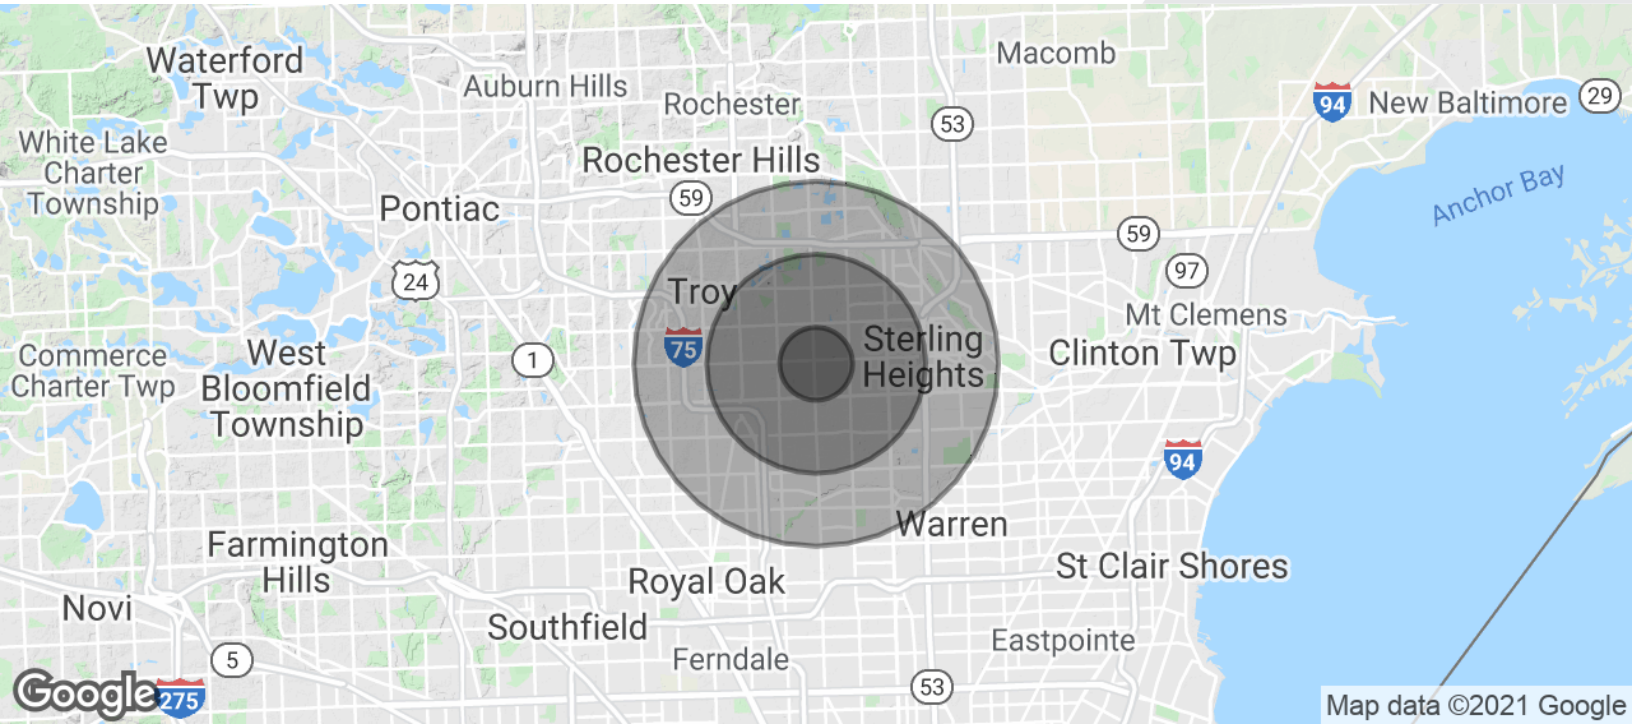 Waterford
Twp
Macomb
Auburn Hills
94
New Baltimore
29
Rochester
53
White Lake
Charter
Township
Rochester Hills
Anchor Bay
59
Pontiac
59
97
24
Troy
Mt Clemens
75
Sterling
Heights
1
West
Bloomfield
Township
Clinton Twp
Commerce
Charter Twp
94
Warren
Farmington
Hills
St Clair Shores
Royal Oak
Novi
Southfield
Eastpointe
5
Ferndale
53
Google
275
Map data ©2021 Google